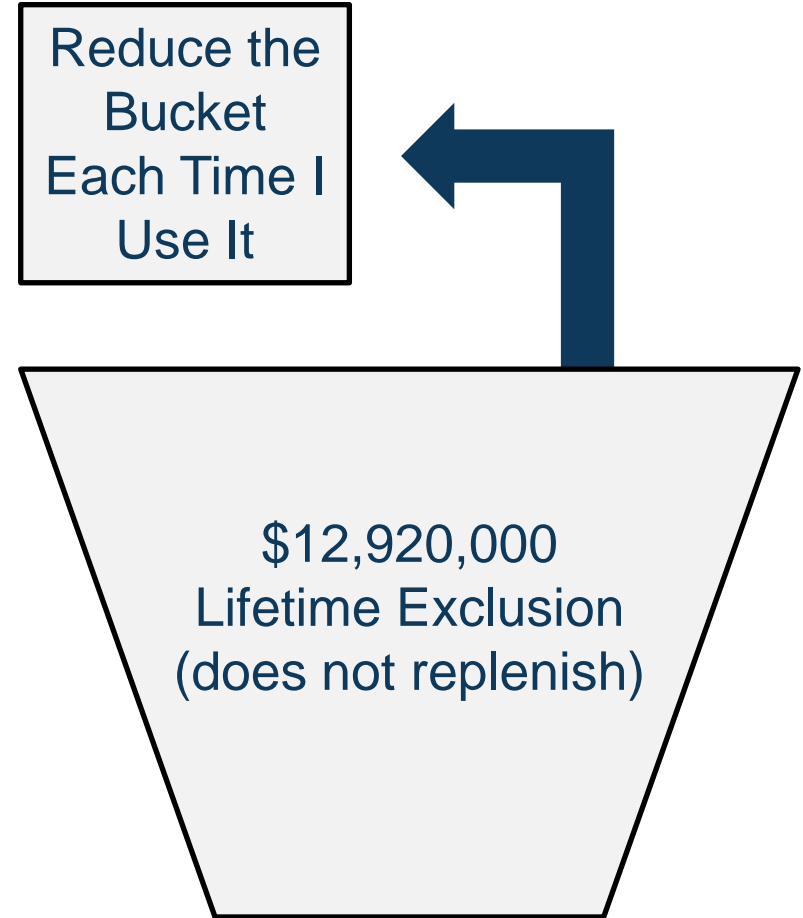 Reduce the
Bucket
Each Time I
Use It
$12,920,000
Lifetime Exclusion
(does not replenish)